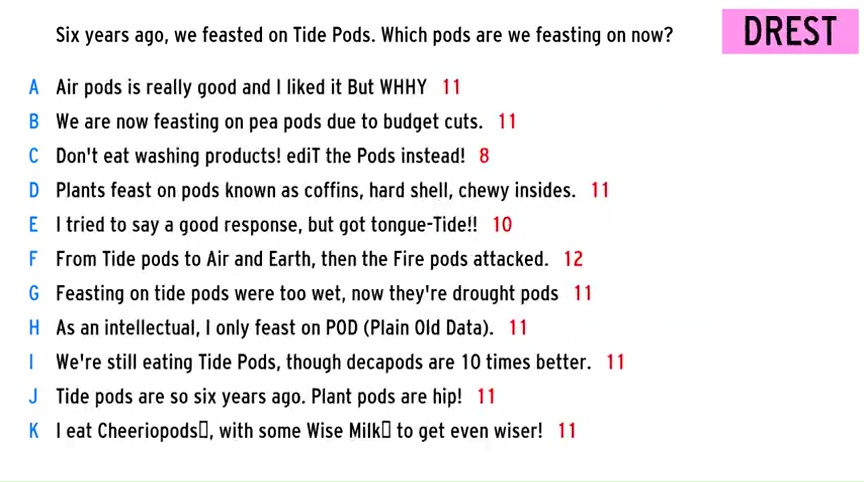 Six years ago, we feasted on Tide Pods. Which pods are we feasting on now?
DREST
A Air pods is really good and I liked it But WHHY 11
B We are now feasting on pea pods due to budget cuts. 11
C Don't eat washing products! ediT the Pods instead! 8
D Plants feast on pods known as coffins, hard shell, chewy insides. 11
E I tried to say a good response, but got tongue-Tide!! 10
F From Tide pods to Air and Earth, then the Fire pods attacked. 12
G Feasting on tide pods were too wet, now they're drought pods 11
H As an intellectual, I only feast on POD (Plain Old Data). 11
I We're still eating Tide Pods, though decapods are 10 times better. 11
J Tide pods are so six years ago. Plant pods are hip! 11
K I eat Cheeriopods▯, with some Wise Milk▯ to get even wiser! 11